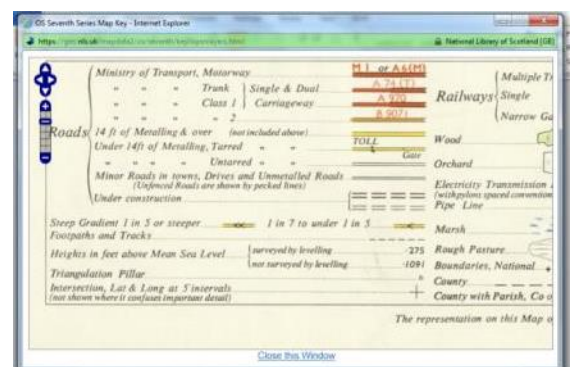 OS Seventh Series Map Key - Internet Explorer
National Library of Scotland [GB]
Ministry of Transport, Motorway M 1 or A 6(M)
" " " Trunk Single & Dual A 74 (T)
" " " Class 1 Carriageway A 970
" " " " 2 B 9071
Roads
14 ft of Metalling & over (not included above)
Under 14ft of Metalling, Tarred " " TOLL
Gate
" " " " Untarred " "
Minor Roads in towns, Drives and Unmetalled Roads
(Unfenced Roads are shown by pecked lines)
Under construction
Steep Gradient 1 in 5 or steeper 1 in 7 to under 1 in 5
Footpaths and Tracks
Heights in feet above Mean Sea Level surveyed by levelling ·275
not surveyed by levelling ·1091
Triangulation Pillar
Intersection, Lat & Long at 5' intervals
(not shown where it confuses important detail)
Railways
Multiple Tr
Single
Narrow Ga
Wood
Orchard
Electricity Transmission
(with pylons spaced convention
Pipe Line
Marsh
Rough Pasture
Boundaries, National
County
County with Parish, Co o
The representation on this Map o
Close this Window